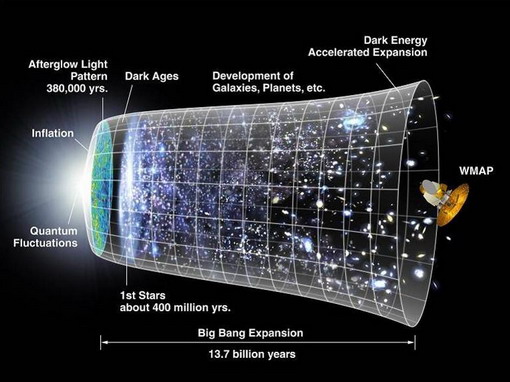 Dark Energy
Accelerated Expansion
Afterglow Light
Pattern
380,000 yrs.
Dark Ages
Development of
Galaxies, Planets, etc.
Inflation
WMAP
Quantum
Fluctuations
1st Stars
about 400 million yrs.
Big Bang Expansion
13.7 billion years